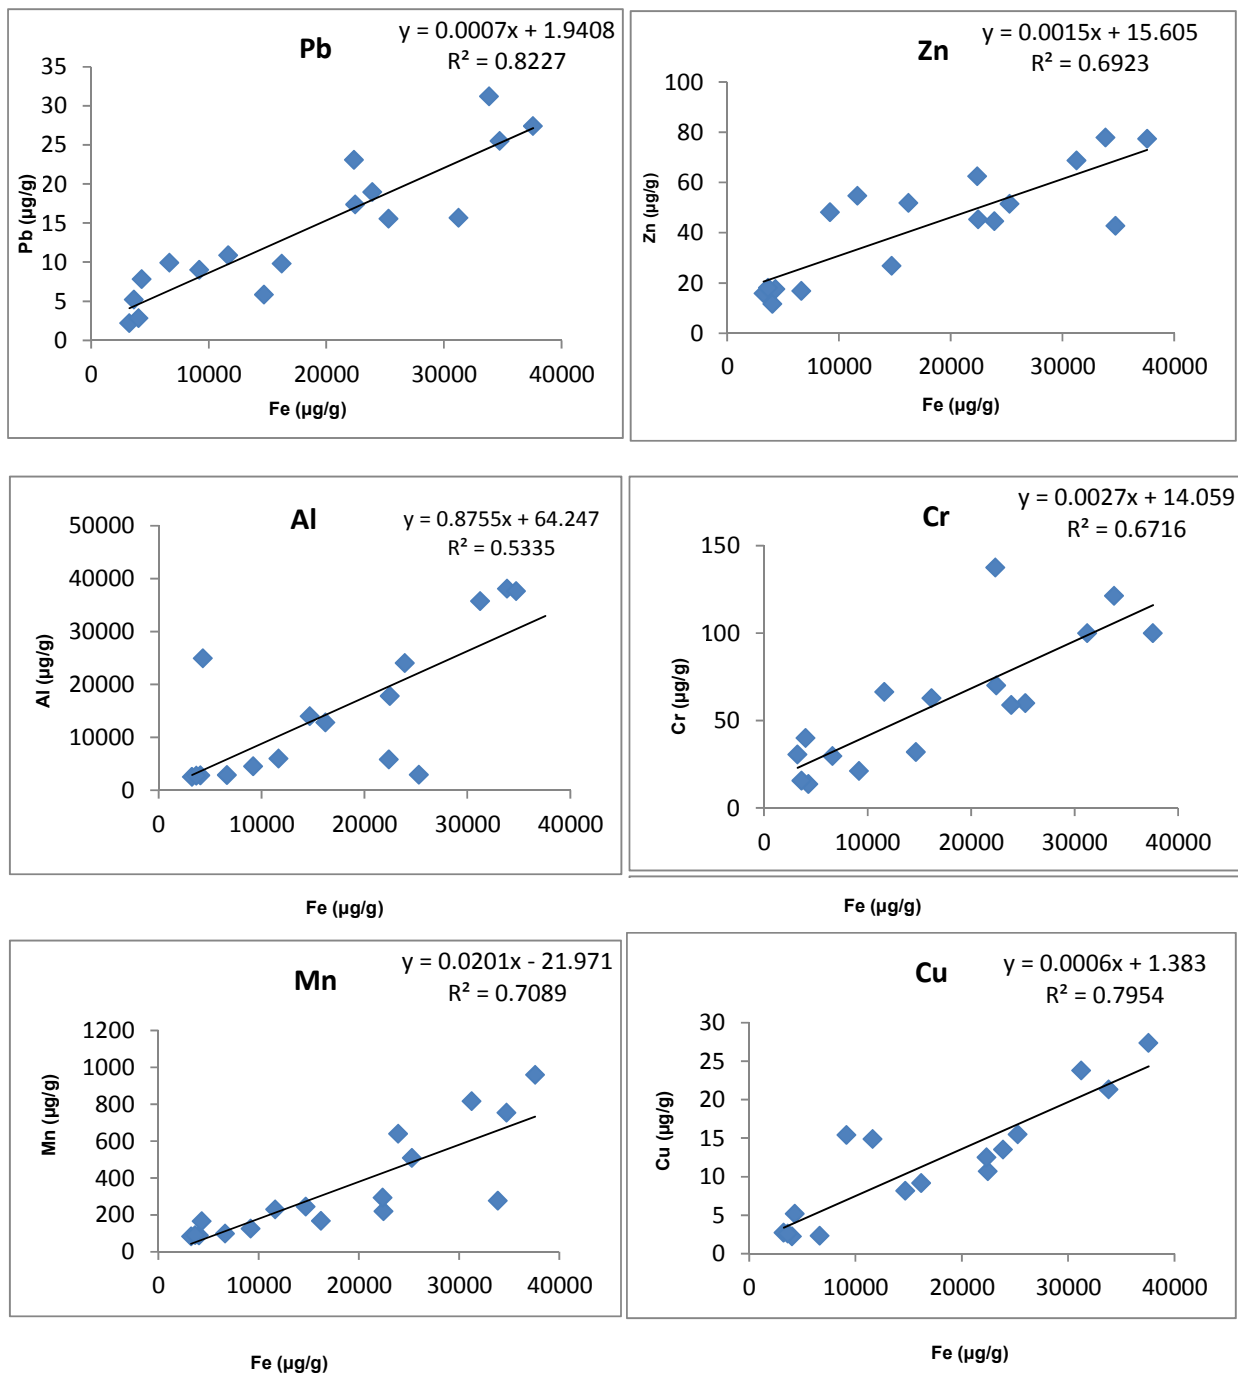 Pb
y = 0.0007x + 1.9408
R² = 0.8227
35
30
25
20
15
10
5
0
Pb (µg/g)
0 10000 20000 30000 40000
Fe (µg/g)
Zn
y = 0.0015x + 15.605
R² = 0.6923
100
80
60
40
20
0
Zn (µg/g)
0 10000 20000 30000 40000
Fe (µg/g)
Al
y = 0.8755x + 64.247
R² = 0.5335
50000
40000
30000
20000
10000
0
Al (µg/g)
0 10000 20000 30000 40000
Fe (µg/g)
Cr
y = 0.0027x + 14.059
R² = 0.6716
150
100
50
0
Cr (µg/g)
0 10000 20000 30000 40000
Fe (µg/g)
Mn
y = 0.0201x - 21.971
R² = 0.7089
1200
1000
800
600
400
200
0
Mn (µg/g)
0 10000 20000 30000 40000
Fe (µg/g)
Cu
y = 0.0006x + 1.383
R² = 0.7954
30
25
20
15
10
5
0
Cu (µg/g)
0 10000 20000 30000 40000
Fe (µg/g)